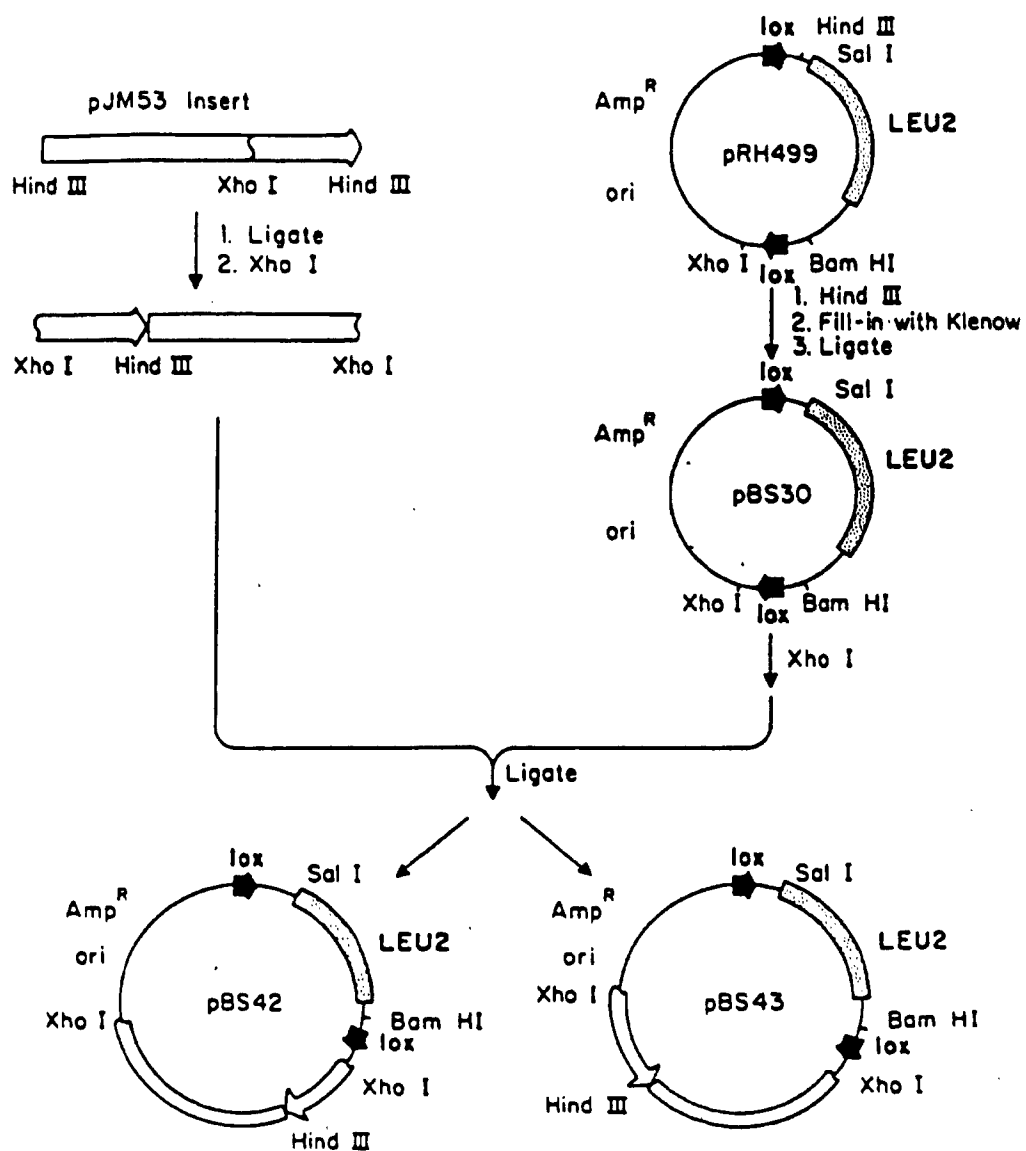 pJM53 Insert
Hind III Xho I Hind III
1. Ligate
2. Xho I
Xho I Hind III Xho I
lox Hind III
Sal I
Amp^R
LEU2
pRH499
ori
Xho I lox Bam HI
1. Hind III
2. Fill-in with Klenow
3. Ligate
lox
Sal I
Amp^R
LEU2
pBS30
ori
Xho I lox Bam HI
Xho I
Ligate
lox
Sal I
Amp^R
LEU2
ori
pBS42
Xho I
Bam HI
lox
Xho I
Hind III
lox
Sal I
Amp^R
LEU2
ori
Xho I
pBS43
Bam HI
lox
Xho I
Hind III